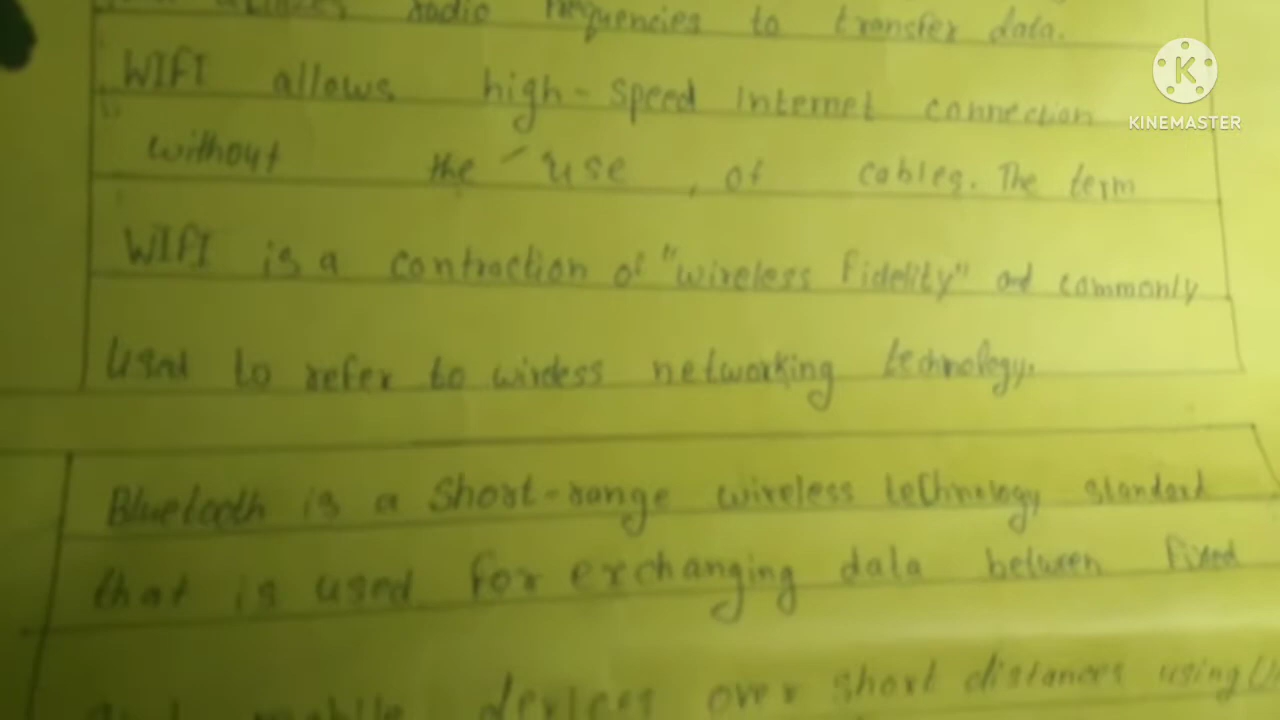 radio frequencies to transfer data.
WIFI allows high-speed Internet connection
without the use of cables. The term
WIFI is a contraction of "wireless fidelity" and commonly
used to refer to wireless networking technology.
Bluetooth is a short-range wireless technology standard
that is used for exchanging data between fixed
and mobile devices over short distances using
K
KINEMASTER